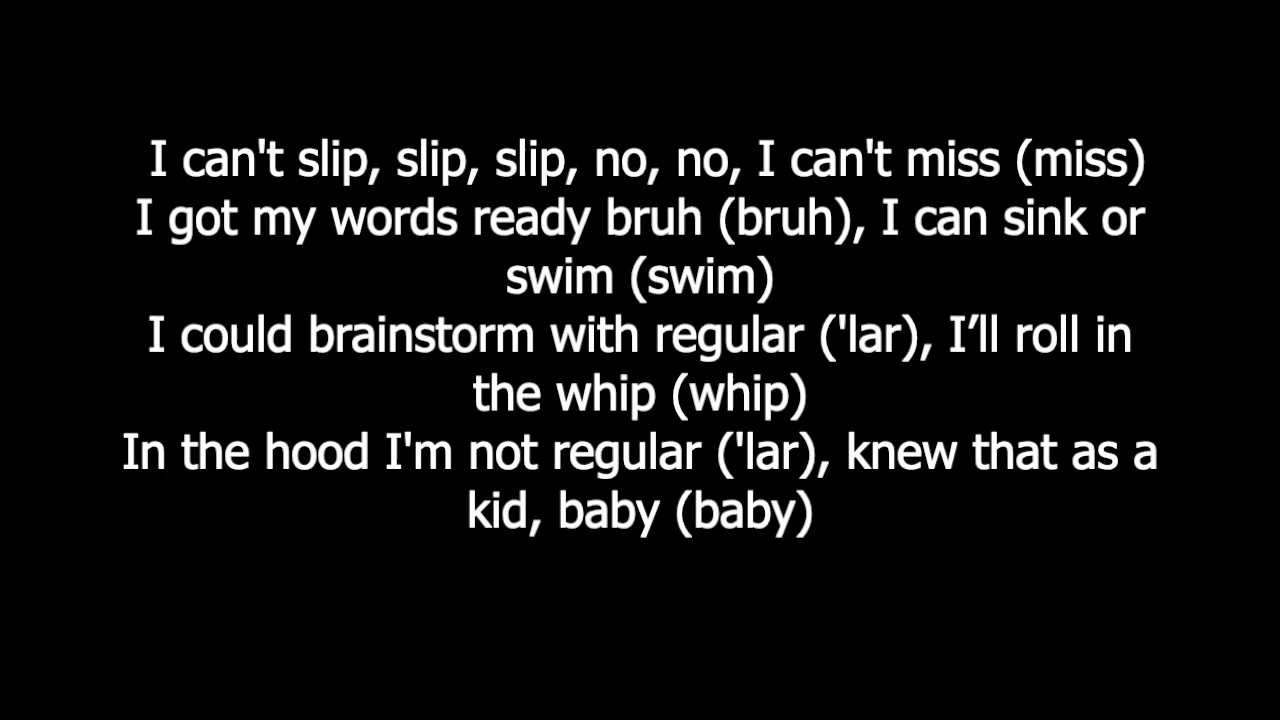 I can't slip, slip, slip, no, no, I can't miss (miss)
I got my words ready bruh (bruh), I can sink or
swim (swim)
I could brainstorm with regular ('lar), I’ll roll in
the whip (whip)
In the hood I'm not regular ('lar), knew that as a
kid, baby (baby)